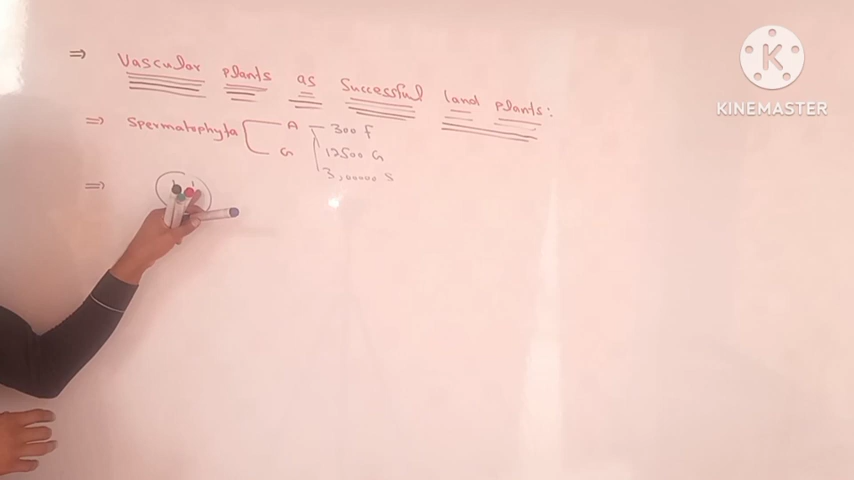 ⇒ Vascular plants as Successful land plants:
⇒ Spermatophyta A 300 f
G 12500 G
3,00000 S
⇒
K
KINEMASTER